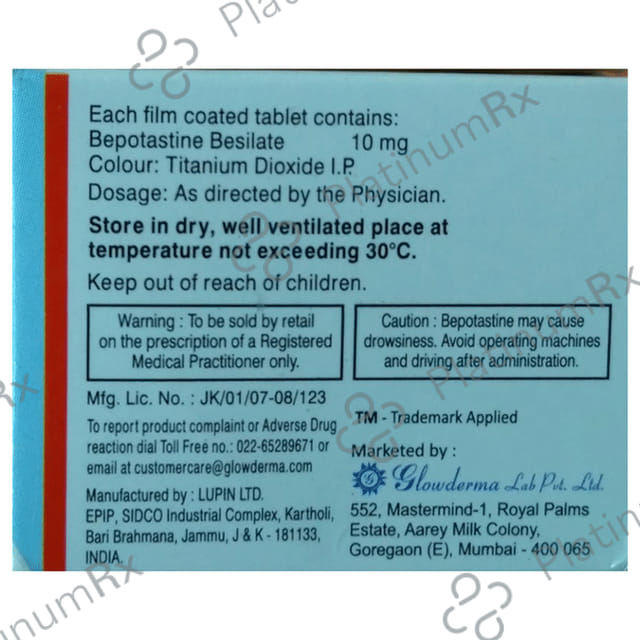 Each film coated tablet contains:
Bepotastine Besilate 10 mg
Colour: Titanium Dioxide I.P.
Dosage: As directed by the Physician.
Store in dry, well ventilated place at
temperature not exceeding 30°C.
Keep out of reach of children.
Warning : To be sold by retail
on the prescription of a Registered
Medical Practitioner only.
Caution : Bepotastine may cause
drowsiness. Avoid operating machines
and driving after administration.
Mfg. Lic. No. : JK/01/07-08/123
To report product complaint or Adverse Drug
reaction dial Toll Free no.: 022-65289671 or
email at customercare@glowderma.com
Manufactured by : LUPIN LTD.
EPIP, SIDCO Industrial Complex, Kartholi,
Bari Brahmana, Jammu, J & K - 181133,
INDIA.
TM - Trademark Applied
Marketed by :
Glowderma Lab Pvt. Ltd.
552, Mastermind-1, Royal Palms
Estate, Aarey Milk Colony,
Goregaon (E), Mumbai - 400 065
PlatinumRx
PlatinumRx
PlatinumRx
PlatinumRx
PlatinumRx